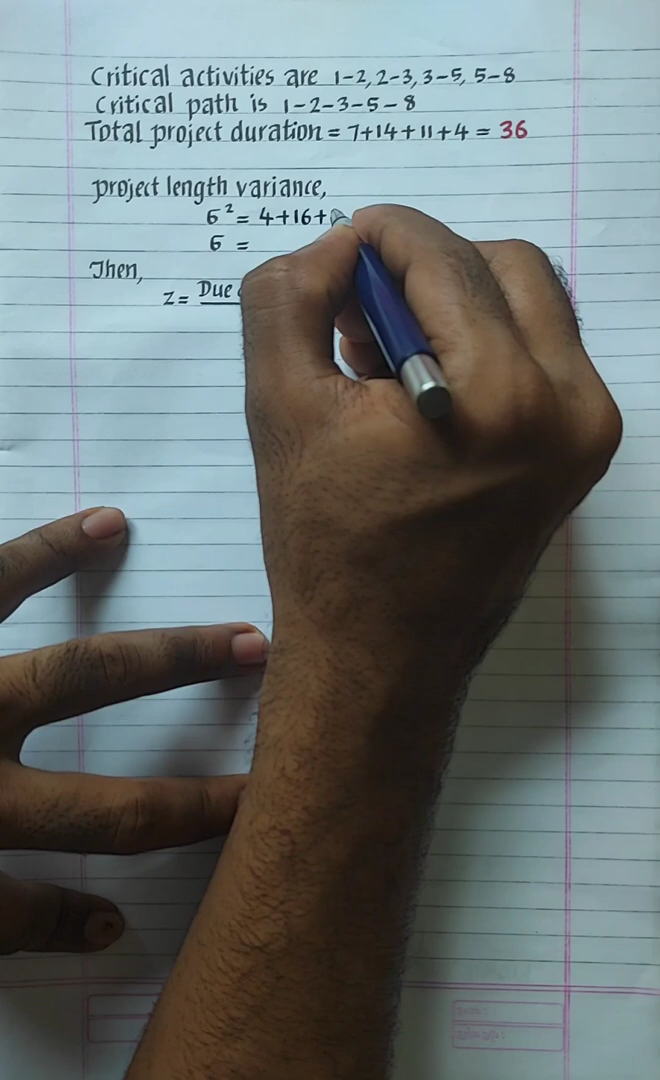 Critical activities are 1-2, 2-3, 3-5, 5-8
Critical path is 1-2-3-5-8
Total project duration = 7+14+11+4 = 36
project length variance,
σ² = 4+16+
σ =
Then,
Z = Due